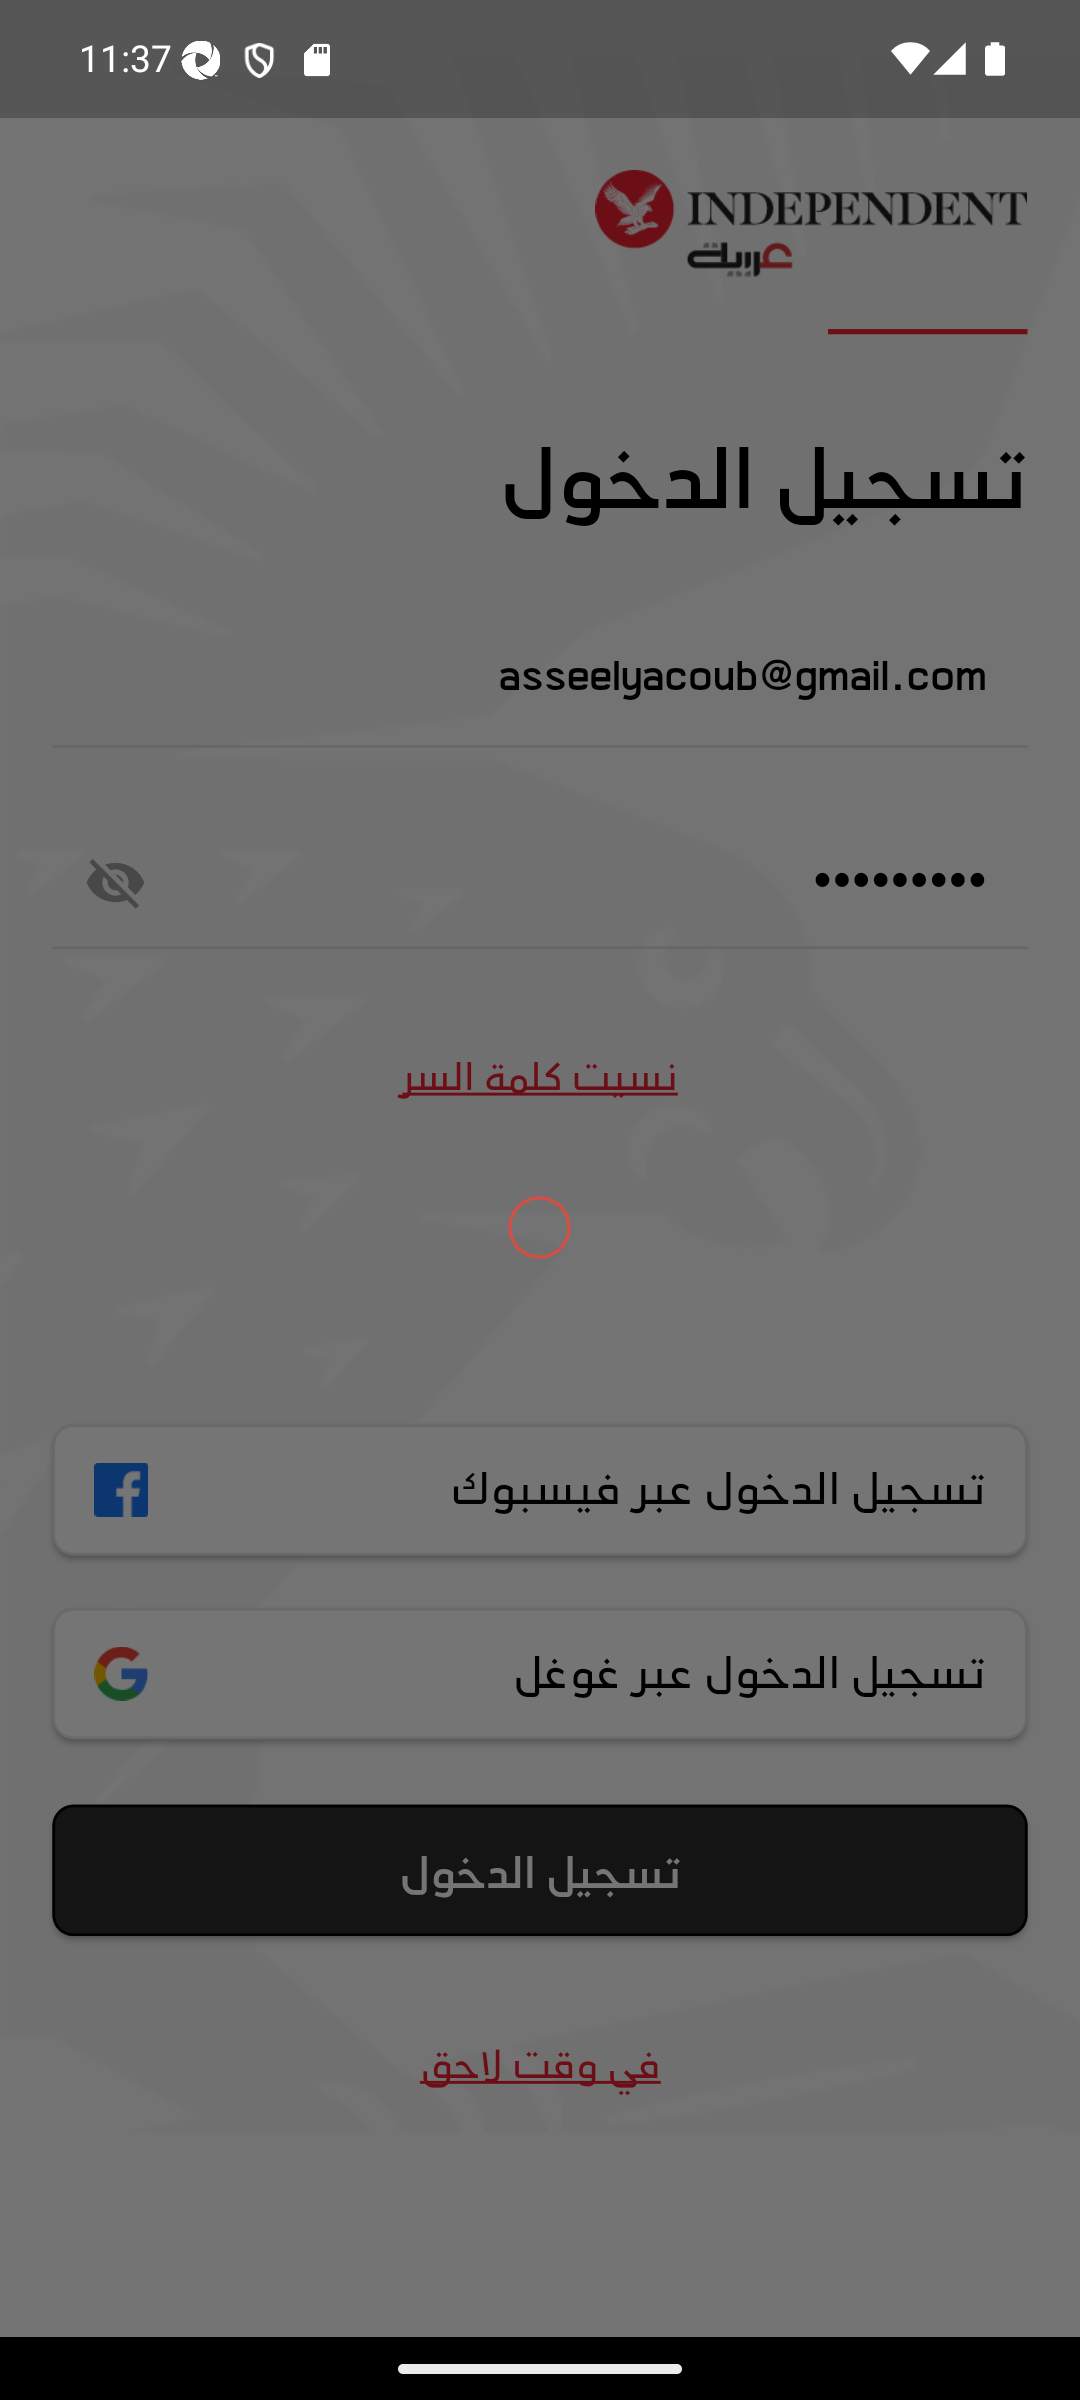 11:37
INDEPENDENT
عربية
تسجيل الدخول
asseelyacoub@gmail.com
•••••••••
نسيت كلمة السر
تسجيل الدخول عبر فيسبوك
تسجيل الدخول عبر غوغل
تسجيل الدخول
في وقت لاحق